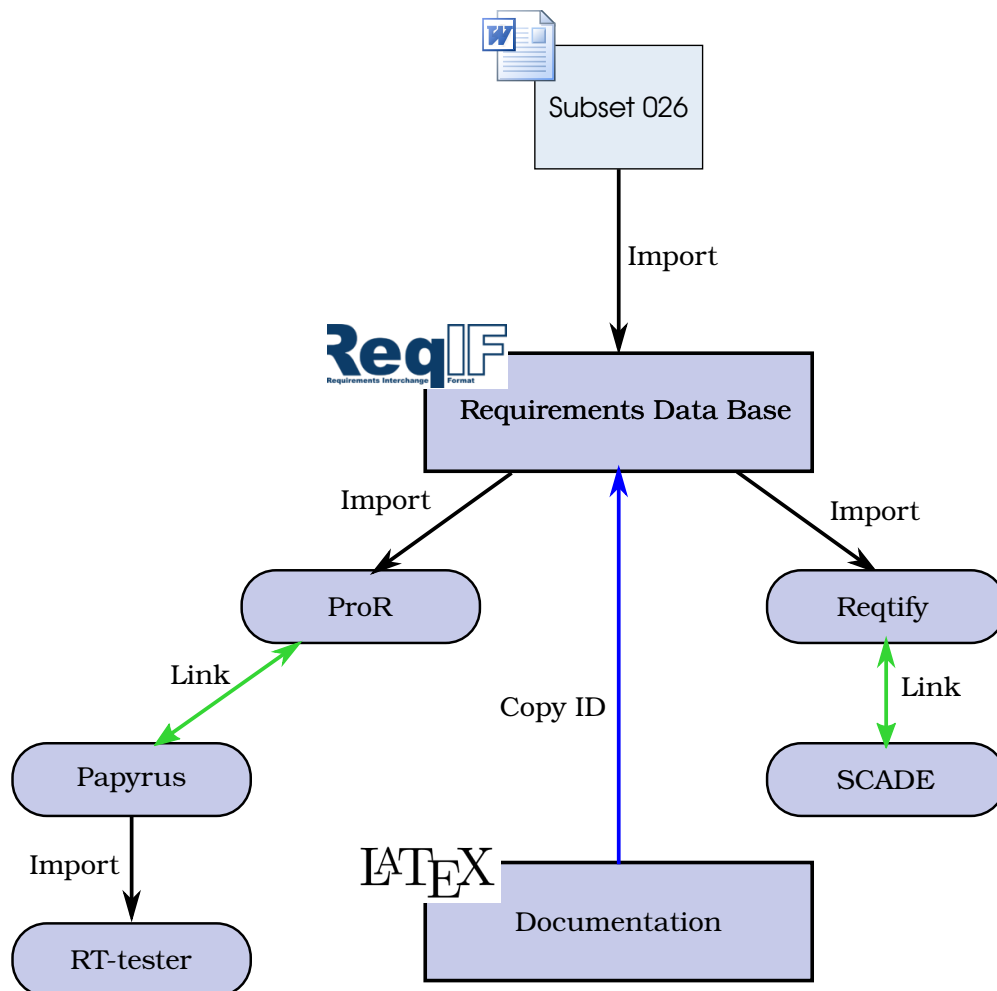 W
Subset 026
Import
ReqIF
Requirements Interchange Format
Requirements Data Base
Import
Import
ProR
Reqtify
Link
Link
Copy ID
Papyrus
SCADE
Import
LATEX
Documentation
RT-tester